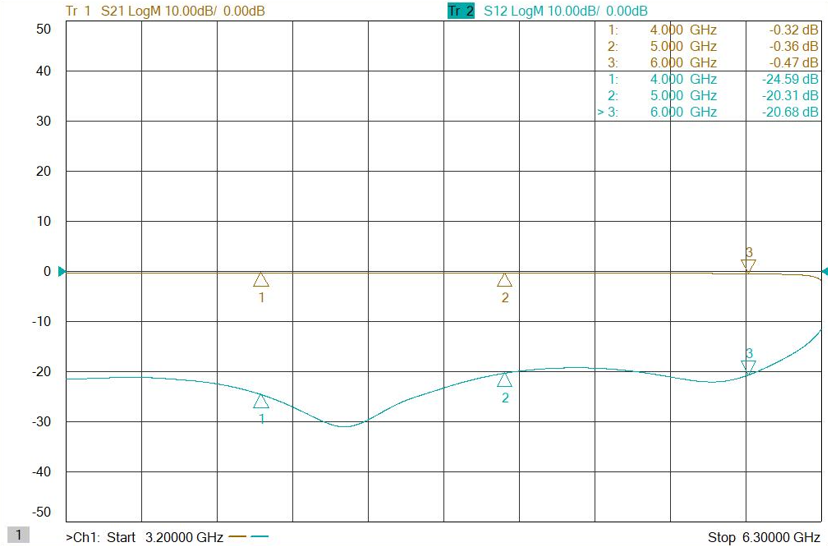 Tr 1 S21 LogM 10.00dB/ 0.00dB
Tr 2 S12 LogM 10.00dB/ 0.00dB
1: 4.000 GHz -0.32 dB
2: 5.000 GHz -0.36 dB
3: 6.000 GHz -0.47 dB
1: 4.000 GHz -24.59 dB
2: 5.000 GHz -20.31 dB
> 3: 6.000 GHz -20.68 dB
50
40
30
20
10
0
-10
-20
-30
-40
-50
3
1
2
3
1
2
1
>Ch1: Start 3.20000 GHz
Stop 6.30000 GHz